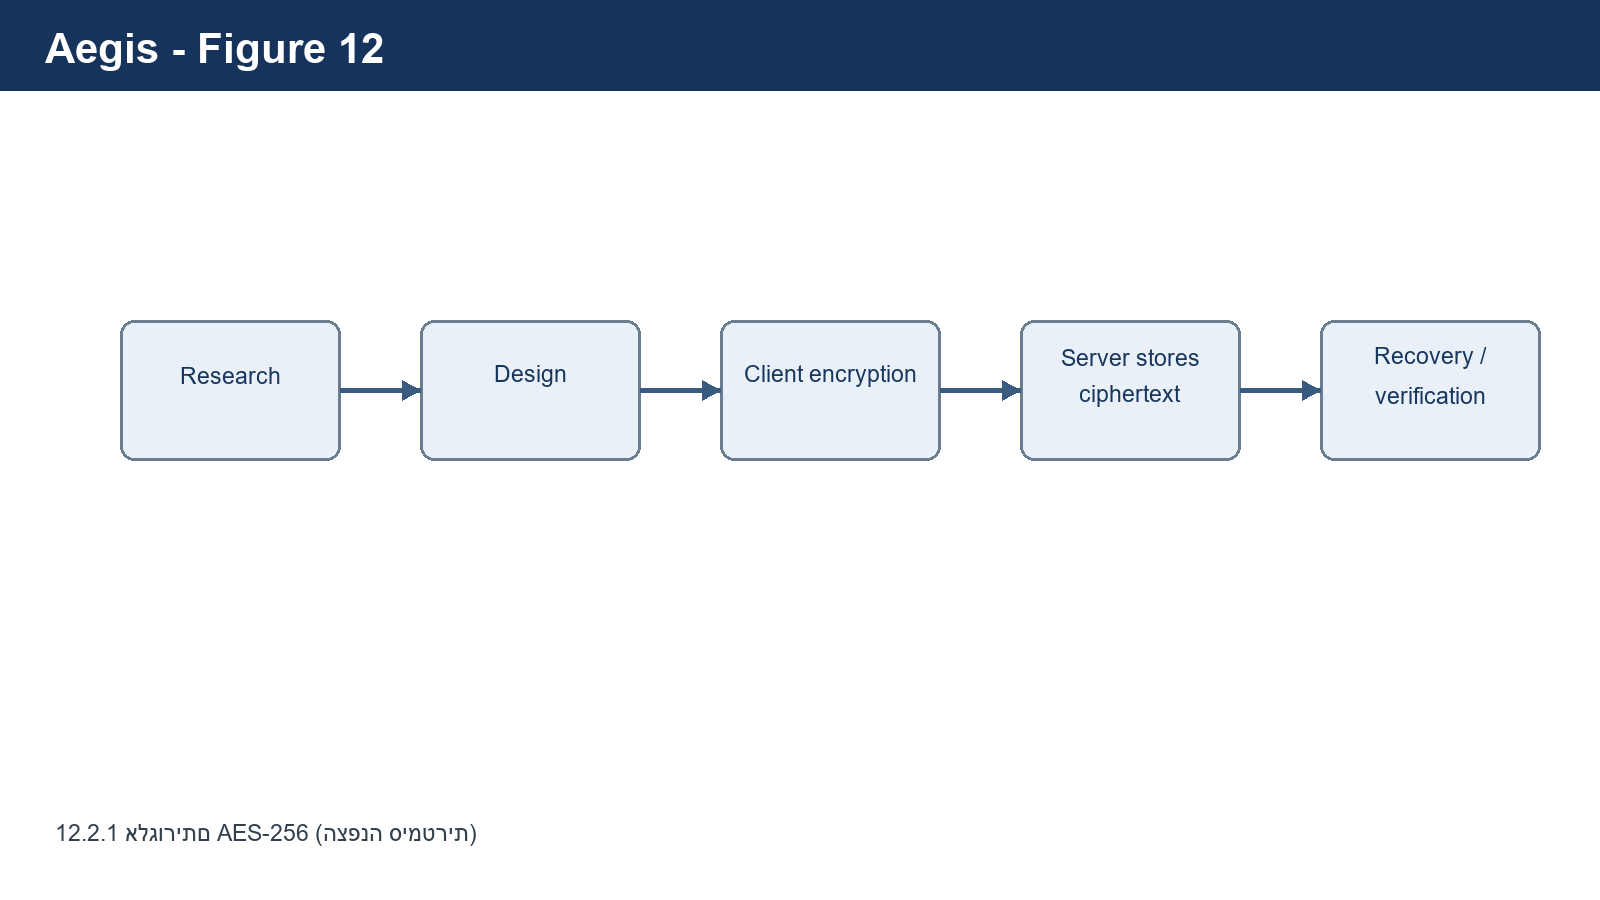 Aegis - Figure 12
Research
Design
Client encryption
Server stores
ciphertext
Recovery /
verification
12.2.1 אלגוריתם AES-256 (הצפנה סימטרית)